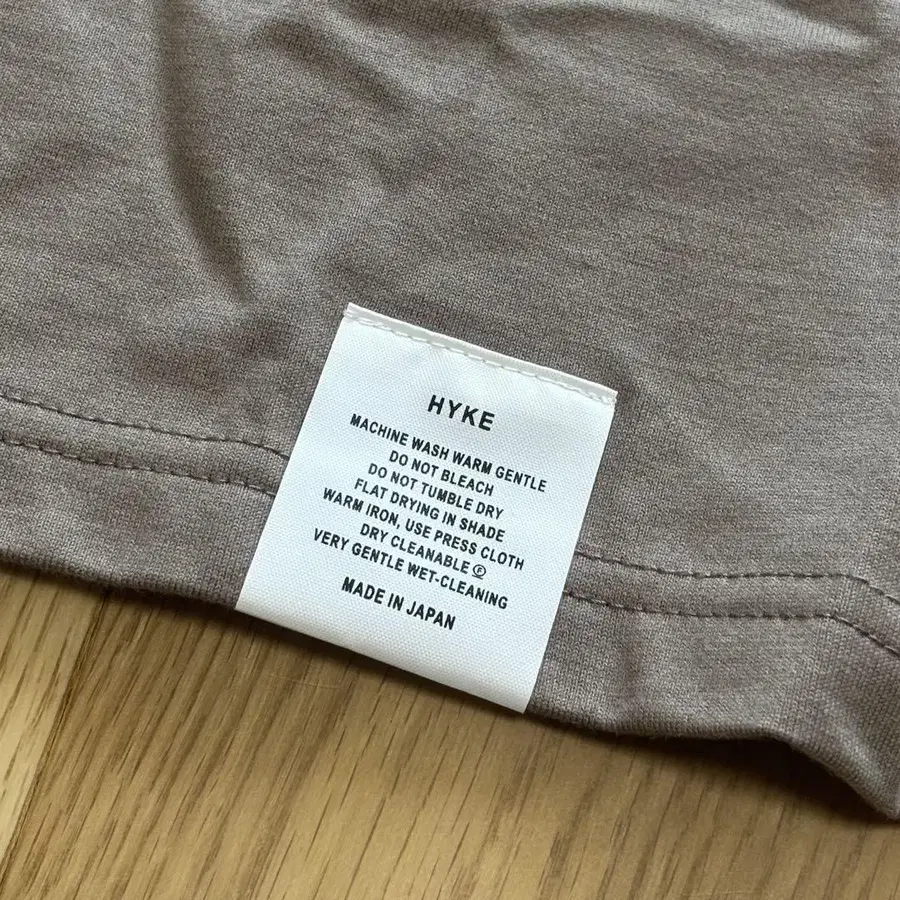 HYKE
MACHINE WASH WARM GENTLE
DO NOT BLEACH
DO NOT TUMBLE DRY
FLAT DRYING IN SHADE
WARM IRON, USE PRESS CLOTH
DRY CLEANABLE Ⓕ
VERY GENTLE WET-CLEANING
MADE IN JAPAN